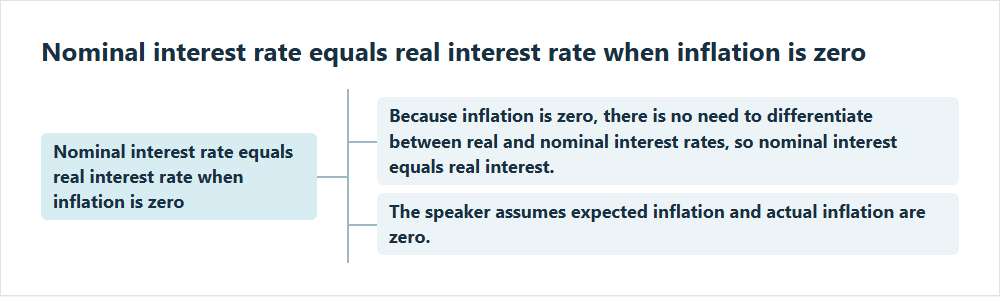 Nominal interest rate equals real interest rate when inflation is zero
Nominal interest rate equals
real interest rate when
inflation is zero
Because inflation is zero, there is no need to differentiate
between real and nominal interest rates, so nominal interest
equals real interest.
The speaker assumes expected inflation and actual inflation are
zero.